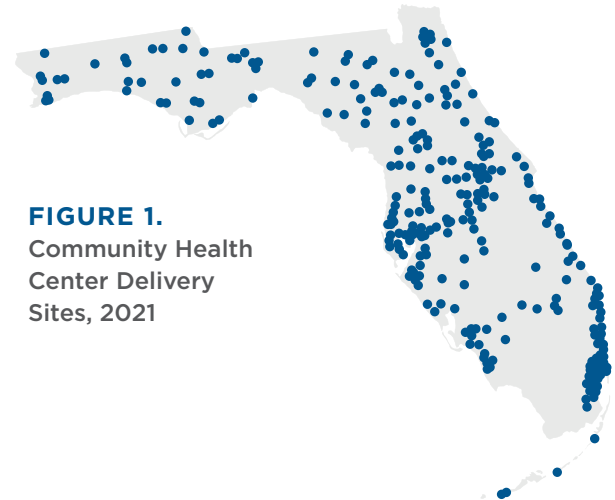 FIGURE 1.
Community Health
Center Delivery
Sites, 2021